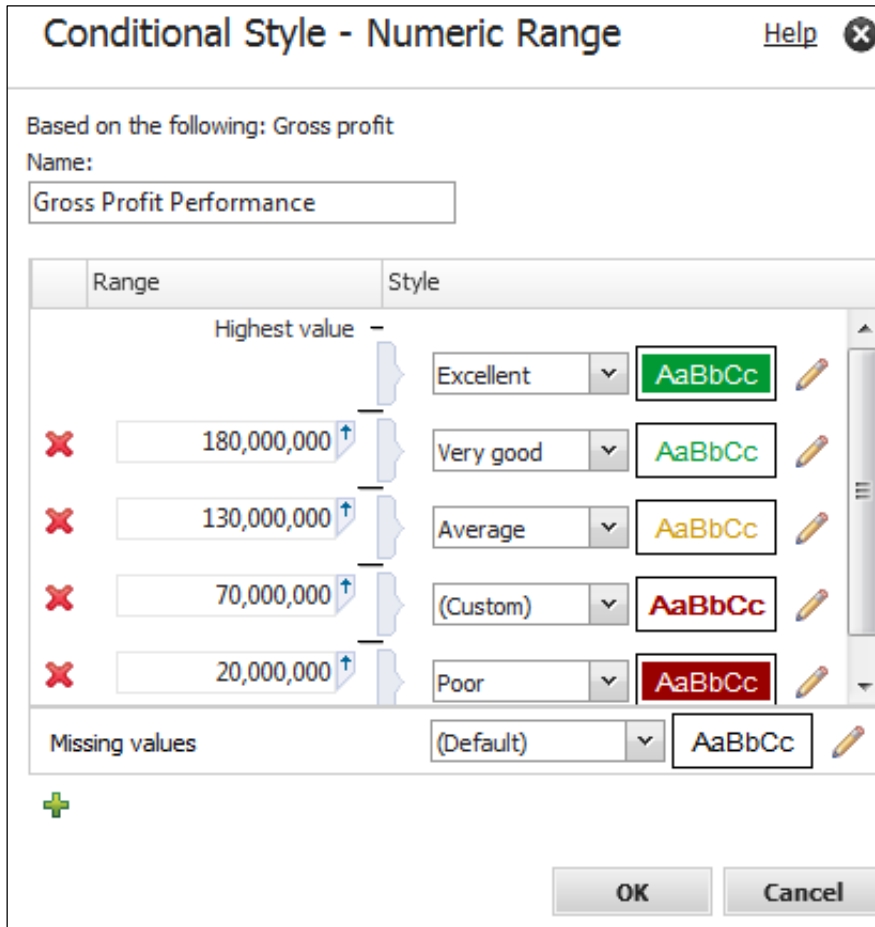 Conditional Style - Numeric Range Help
Based on the following: Gross profit
Name:
Gross Profit Performance
Range Style
Highest value
Excellent AaBbCc
180,000,000
Very good AaBbCc
130,000,000
Average AaBbCc
70,000,000
(Custom) AaBbCc
20,000,000
Poor AaBbCc
Missing values (Default) AaBbCc
OK Cancel